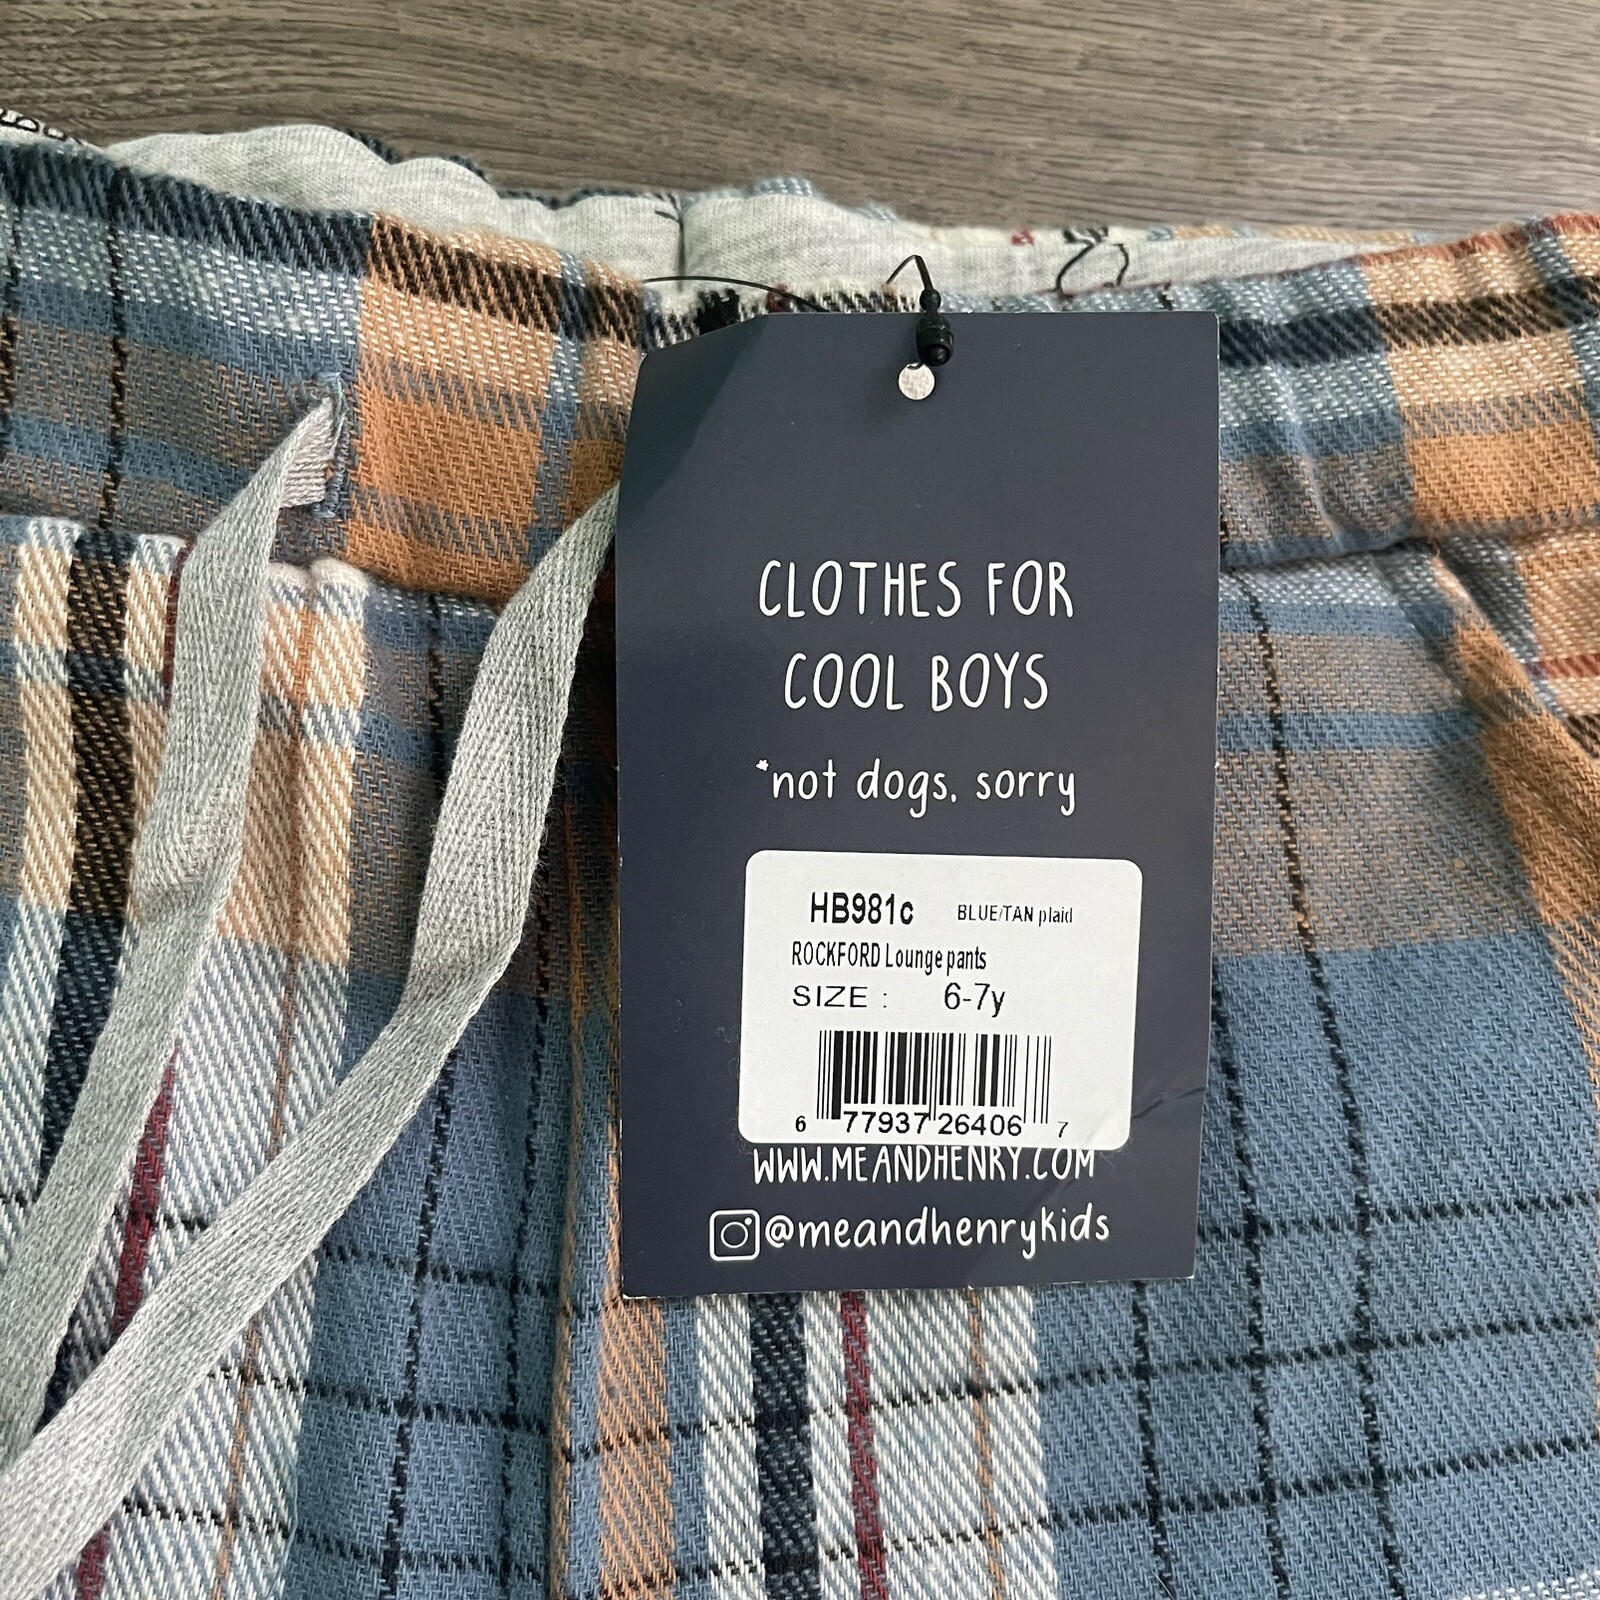 CLOTHES FOR
COOL BOYS
*not dogs, sorry
HB981c BLUE/TAN plaid
ROCKFORD Lounge pants
SIZE : 6-7y
6 77937 26406 7
WWW.MEANDHENRY.COM
@meandhenrykids